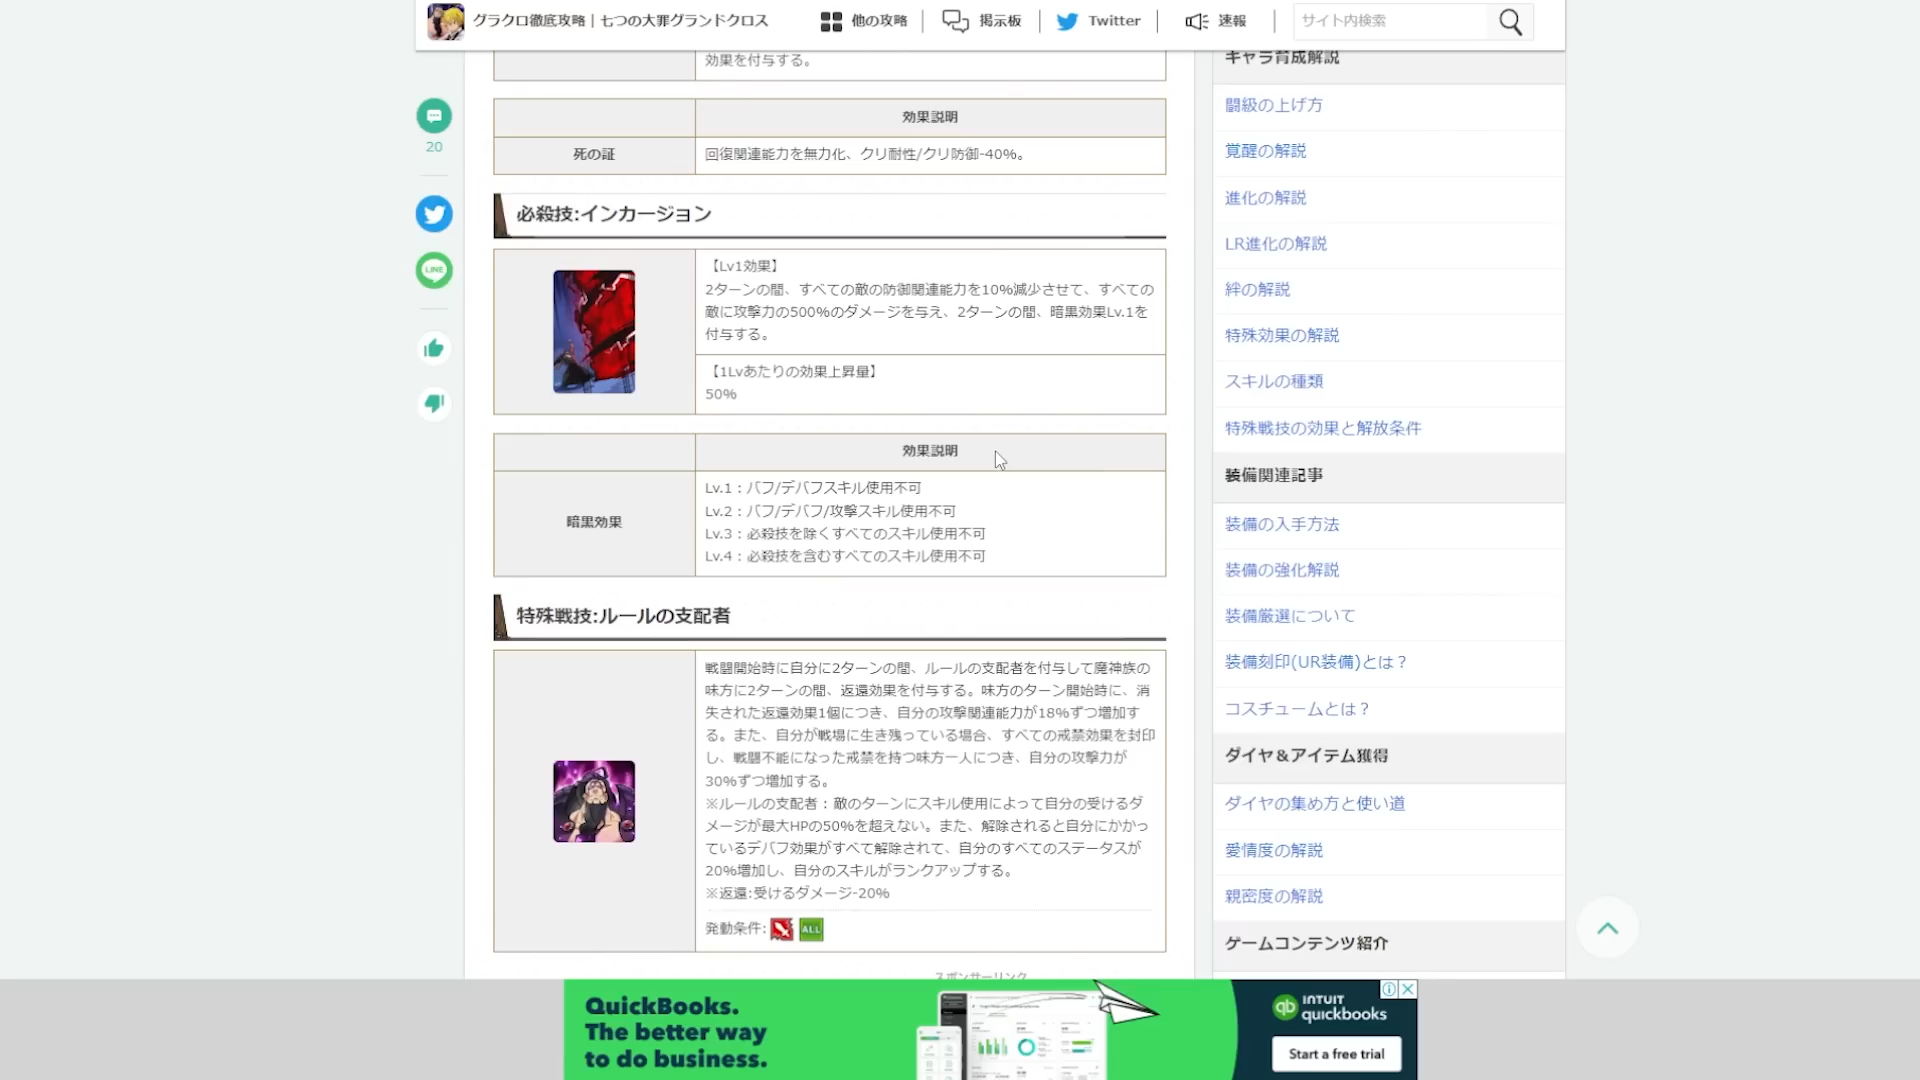 グラクロ徹底攻略｜七つの大罪グランドクロス
他の攻略
掲示板
Twitter
速報
サイト内検索
効果を付与する。
効果説明
死の証
回復関連能力を無力化、クリ耐性/クリ防御-40%。
20
必殺技:インカージョン
【Lv1効果】
2ターンの間、すべての敵の防御関連能力を10%減少させて、すべての
敵に攻撃力の500%のダメージを与え、2ターンの間、暗黒効果Lv.1を
付与する。
LINE
【1Lvあたりの効果上昇量】
50%
効果説明
暗黒効果
Lv.1：バフ/デバフスキル使用不可
Lv.2：バフ/デバフ/攻撃スキル使用不可
Lv.3：必殺技を除くすべてのスキル使用不可
Lv.4：必殺技を含むすべてのスキル使用不可
特殊戦技:ルールの支配者
戦闘開始時に自分に2ターンの間、ルールの支配者を付与して魔神族の
味方に2ターンの間、返還効果を付与する。味方のターン開始時に、消
失された返還効果1個につき、自分の攻撃関連能力が18%ずつ増加す
る。また、自分が戦場に生き残っている場合、すべての戒禁効果を封印
し、戦闘不能になった戒禁を持つ味方一人につき、自分の攻撃力が
30%ずつ増加する。
※ルールの支配者：敵のターンにスキル使用によって自分の受けるダ
メージが最大HPの50%を超えない。また、解除されると自分にかかっ
ているデバフ効果がすべて解除されて、自分のすべてのステータスが
20%増加し、自分のスキルがランクアップする。
※返還:受けるダメージ-20%
発動条件:
ALL
スポンサーリンク
キャラ育成解説
闘級の上げ方
覚醒の解説
進化の解説
LR進化の解説
絆の解説
特殊効果の解説
スキルの種類
特殊戦技の効果と解放条件
装備関連記事
装備の入手方法
装備の強化解説
装備厳選について
装備刻印(UR装備)とは？
コスチュームとは？
ダイヤ＆アイテム獲得
ダイヤの集め方と使い道
愛情度の解説
親密度の解説
ゲームコンテンツ紹介
QuickBooks.
The better way
to do business.
qb
INTUIT
quickbooks
Start a free trial